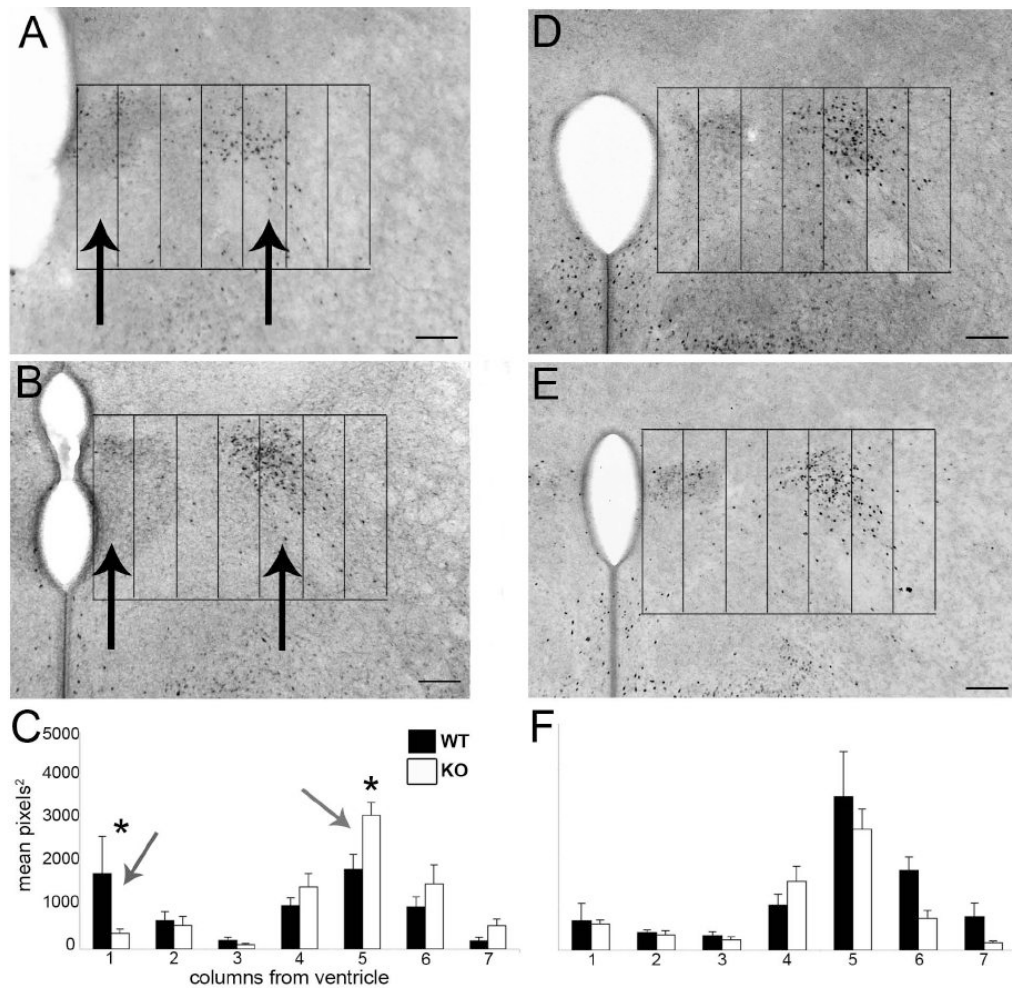 A
D
B
E
C
F
5000
4000
3000
2000
1000
0
mean pixels²
WT
KO
*
*
1 2 3 4 5 6 7
columns from ventricle
1 2 3 4 5 6 7